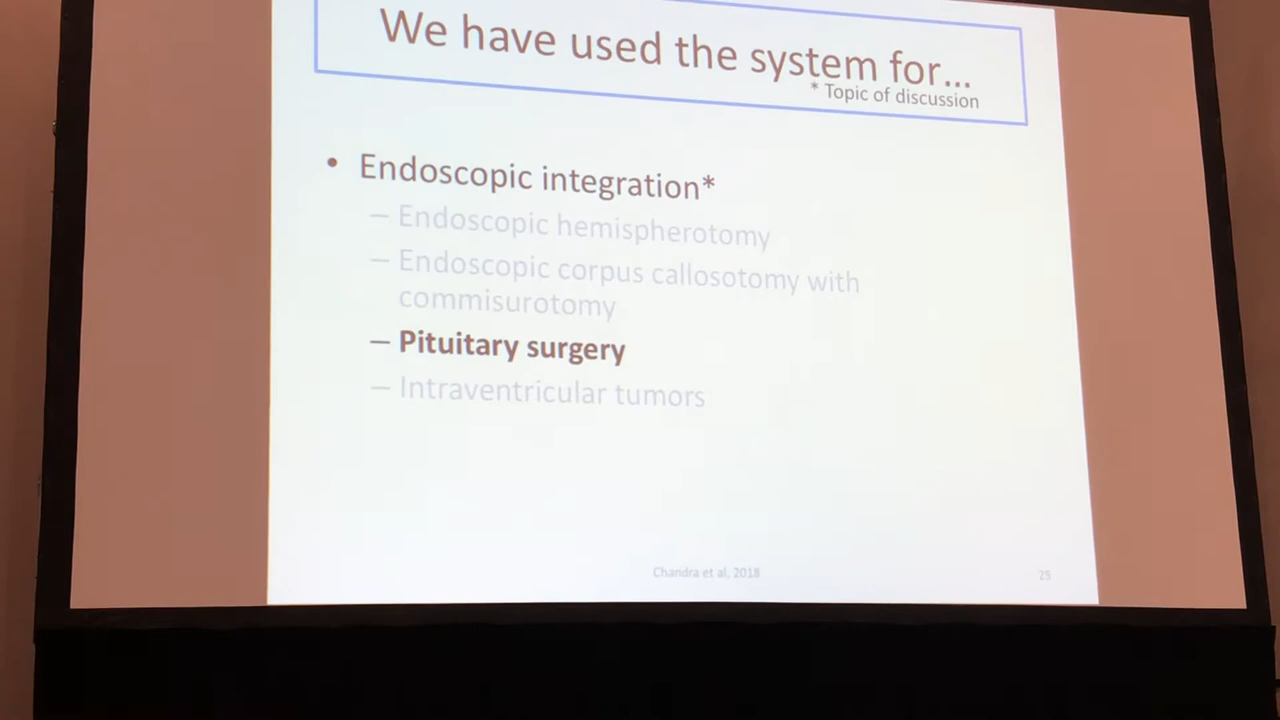 We have used the system for...
* Topic of discussion
• Endoscopic integration*
– Endoscopic hemispherotomy
– Endoscopic corpus callosotomy with
commisurotomy
– Pituitary surgery
– Intraventricular tumors
Chandra et al, 2018
25